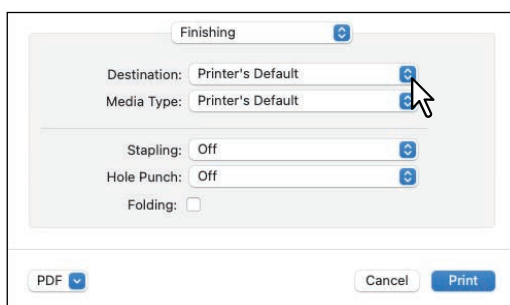 Finishing
Destination: Printer's Default
Media Type: Printer's Default
Stapling: Off
Hole Punch: Off
Folding:
PDF Cancel Print